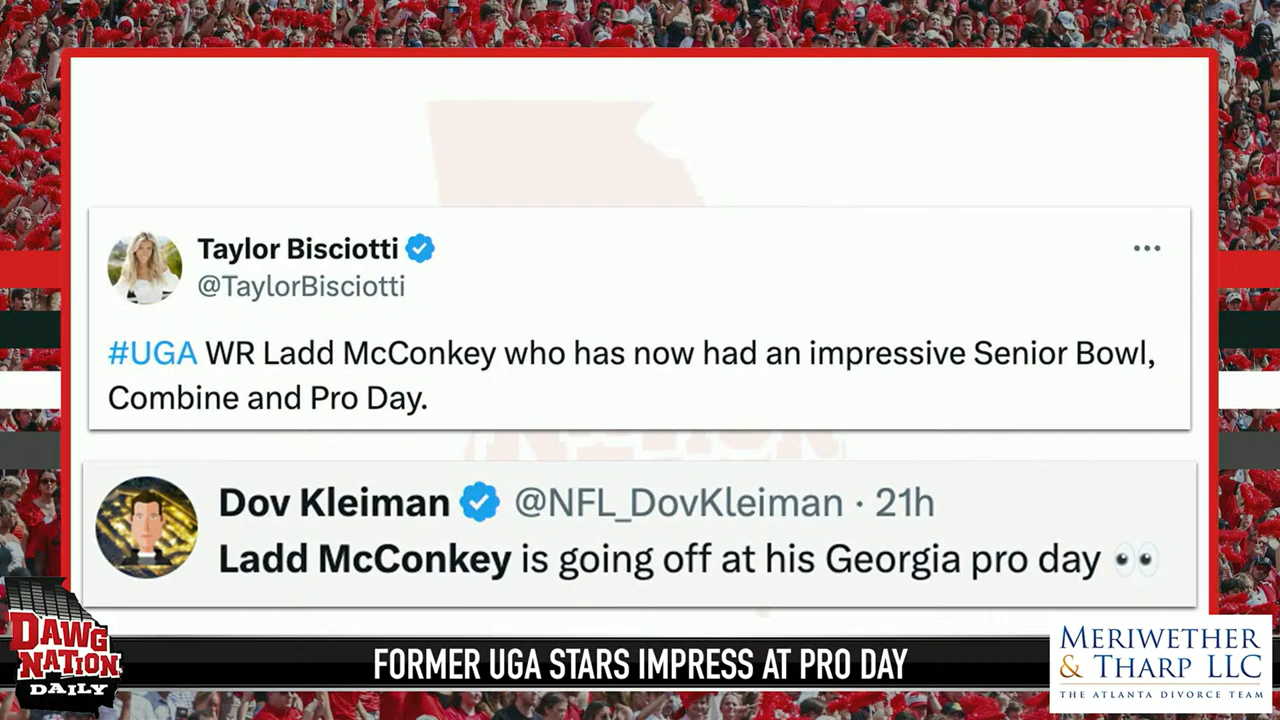 Taylor Bisciotti
@TaylorBisciotti
#UGA WR Ladd McConkey who has now had an impressive Senior Bowl,
Combine and Pro Day.
Dov Kleiman @NFL_DovKleiman · 21h
Ladd McConkey is going off at his Georgia pro day 👀
DAWG
NATION
DAILY
FORMER UGA STARS IMPRESS AT PRO DAY
MERIWETHER
& THARP LLC
THE ATLANTA DIVORCE TEAM